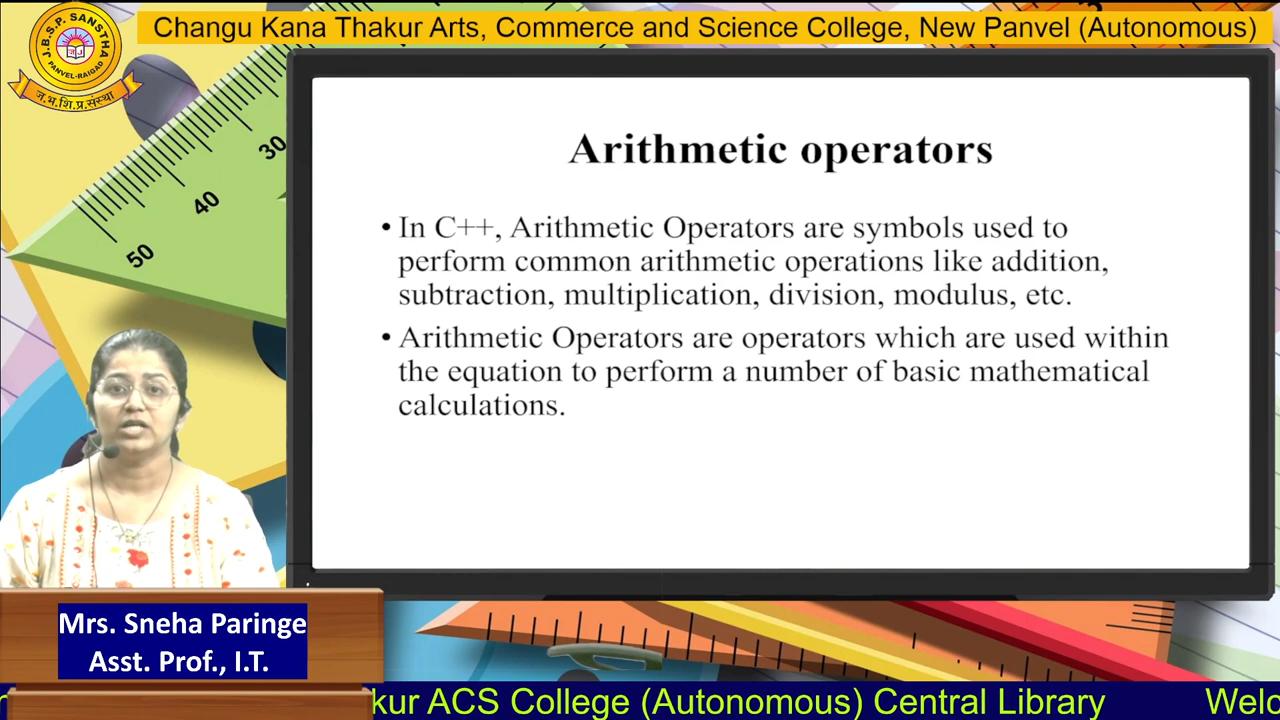 J.B.S.P. SANSTHA
PANVEL-RAIGAD
ज.भ.शि.प्र.संस्था
Changu Kana Thakur Arts, Commerce and Science College, New Panvel (Autonomous)
30
40
50
3
Arithmetic operators
• In C++, Arithmetic Operators are symbols used to
perform common arithmetic operations like addition,
subtraction, multiplication, division, modulus, etc.
• Arithmetic Operators are operators which are used within
the equation to perform a number of basic mathematical
calculations.
Mrs. Sneha Paringe
Asst. Prof., I.T.
kur ACS College (Autonomous) Central Library
Welc